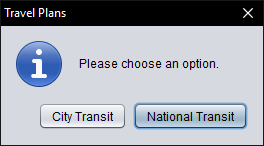 Travel Plans
Please choose an option.
City Transit
National Transit